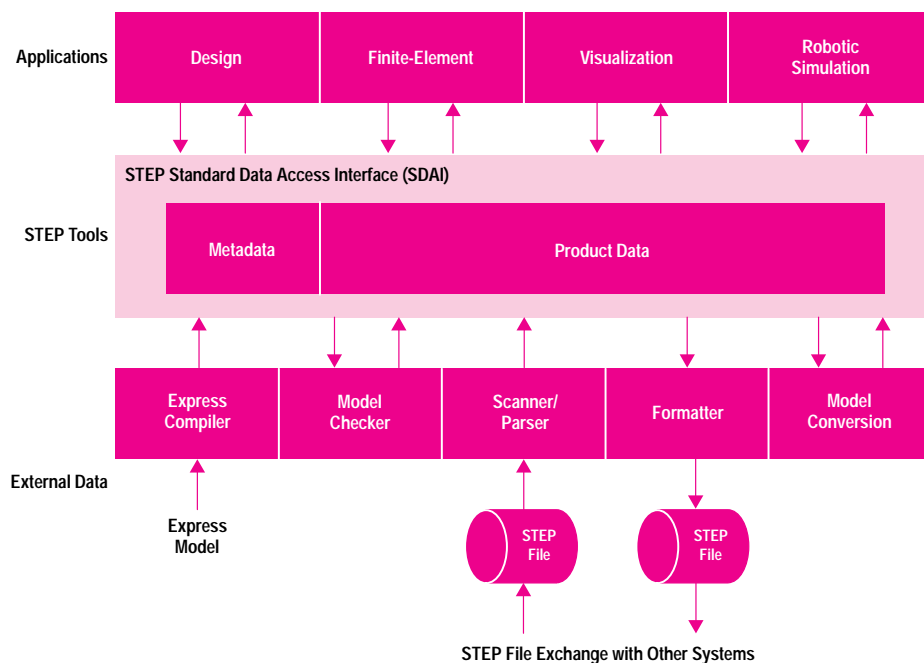 Applications
Design
Finite-Element
Visualization
Robotic
Simulation
STEP Standard Data Access Interface (SDAI)
STEP Tools
Metadata
Product Data
Express
Compiler
Model
Checker
Scanner/
Parser
Formatter
Model
Conversion
External Data
Express
Model
STEP
File
STEP
File
STEP File Exchange with Other Systems